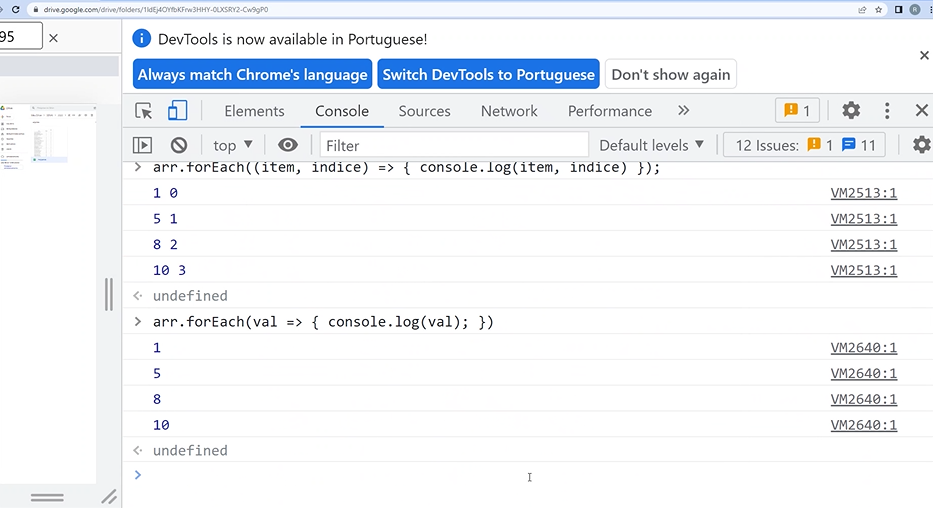 drive.google.com/drive/folders/1IdEj4OYfbKFrw3HHY-0LXSRY2-Cw9gP0
95
DevTools is now available in Portuguese!
Always match Chrome's language Switch DevTools to Portuguese Don't show again
Elements Console Sources Network Performance 1
top Filter Default levels 12 Issues: 1 11
arr.forEach((item, indice) => { console.log(item, indice) });
1 0 VM2513:1
5 1 VM2513:1
8 2 VM2513:1
10 3 VM2513:1
undefined
arr.forEach(val => { console.log(val); })
1 VM2640:1
5 VM2640:1
8 VM2640:1
10 VM2640:1
undefined